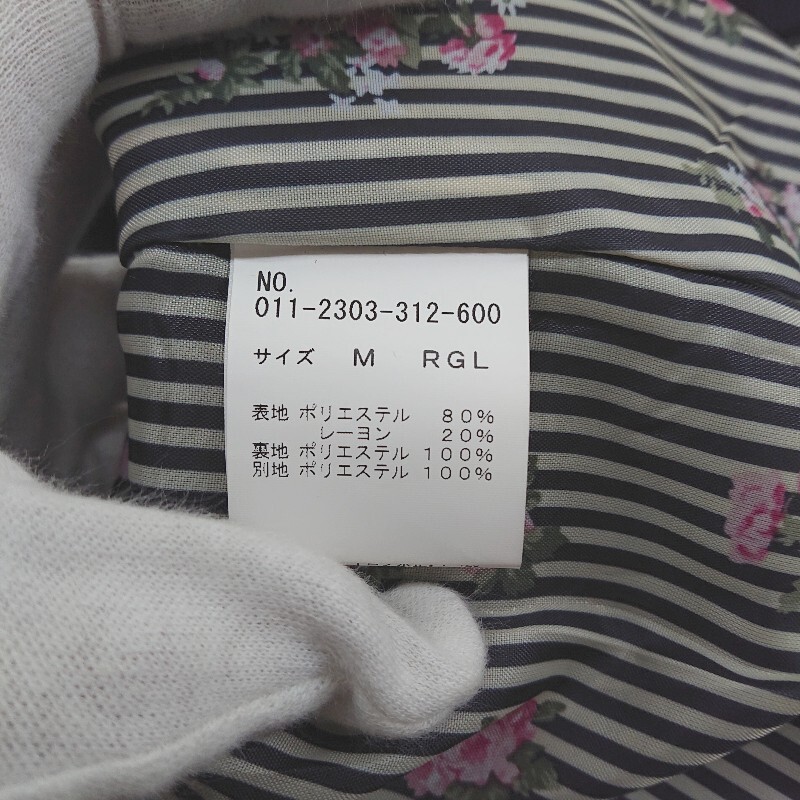 NO.
011-2303-312-600
サイズ M RGL
表地 ポリエステル 80%
レーヨン 20%
裏地 ポリエステル 100%
別地 ポリエステル 100%